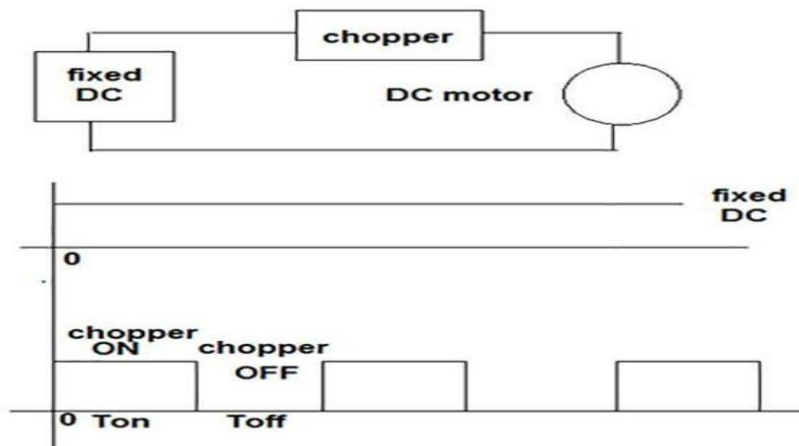 chopper
fixed
DC
DC motor
fixed
DC
0
chopper
ON
chopper
OFF
0
Ton
Toff